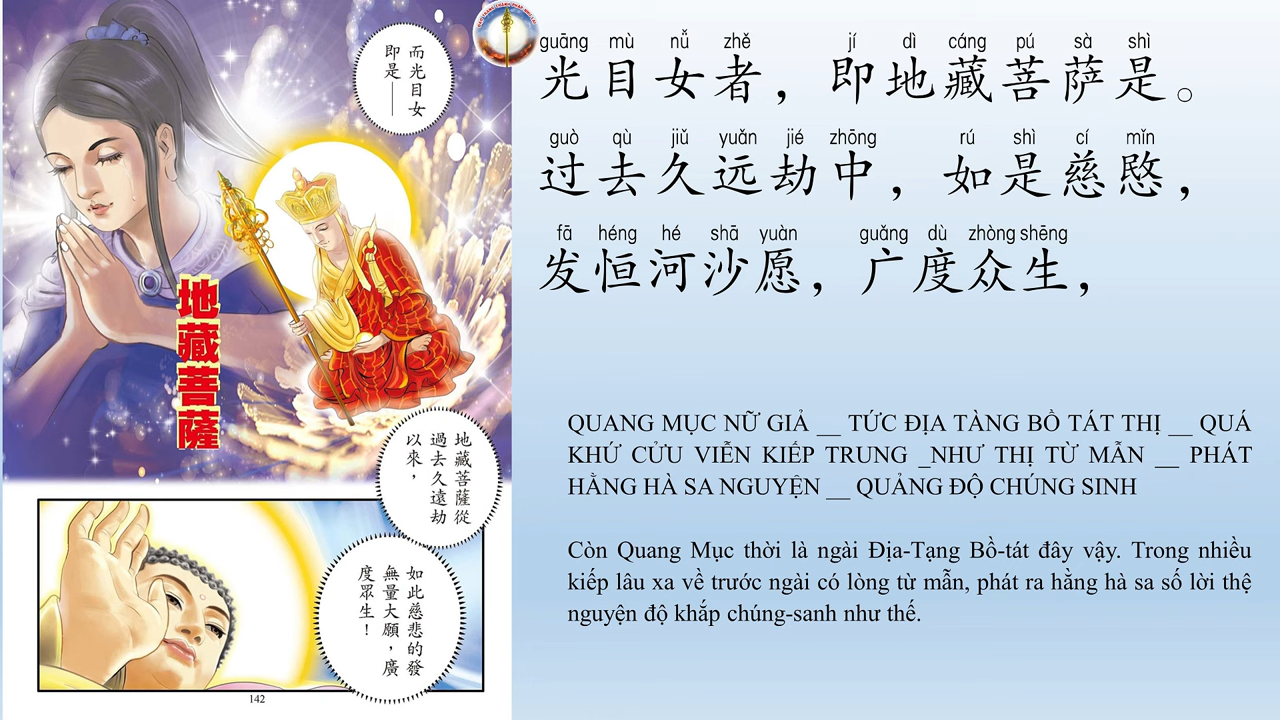 而光目女
即是——
地藏菩薩
地藏菩薩從
過去久遠劫
以來，
如此慈悲的發
無量大願，廣
度眾生！
142
guāng mù nǚ zhě jí dì cáng pú sà shì
光目女者，即地藏菩萨是。
guò qù jiǔ yuǎn jié zhōng rú shì cí mǐn
过去久远劫中，如是慈愍，
fā héng hé shā yuàn guǎng dù zhòng shēng
发恒河沙愿，广度众生，
QUANG MỤC NỮ GIẢ __ TỨC ĐỊA TÀNG BỒ TÁT THỊ __ QUÁ
KHỨ CỬU VIỄN KIẾP TRUNG _NHƯ THỊ TỪ MẪN __ PHÁT
HẰNG HÀ SA NGUYỆN __ QUẢNG ĐỘ CHÚNG SINH
Còn Quang Mục thời là ngài Địa-Tạng Bồ-tát đây vậy. Trong nhiều
kiếp lâu xa về trước ngài có lòng từ mẫn, phát ra hằng hà sa số lời thệ
nguyện độ khắp chúng-sanh như thế.